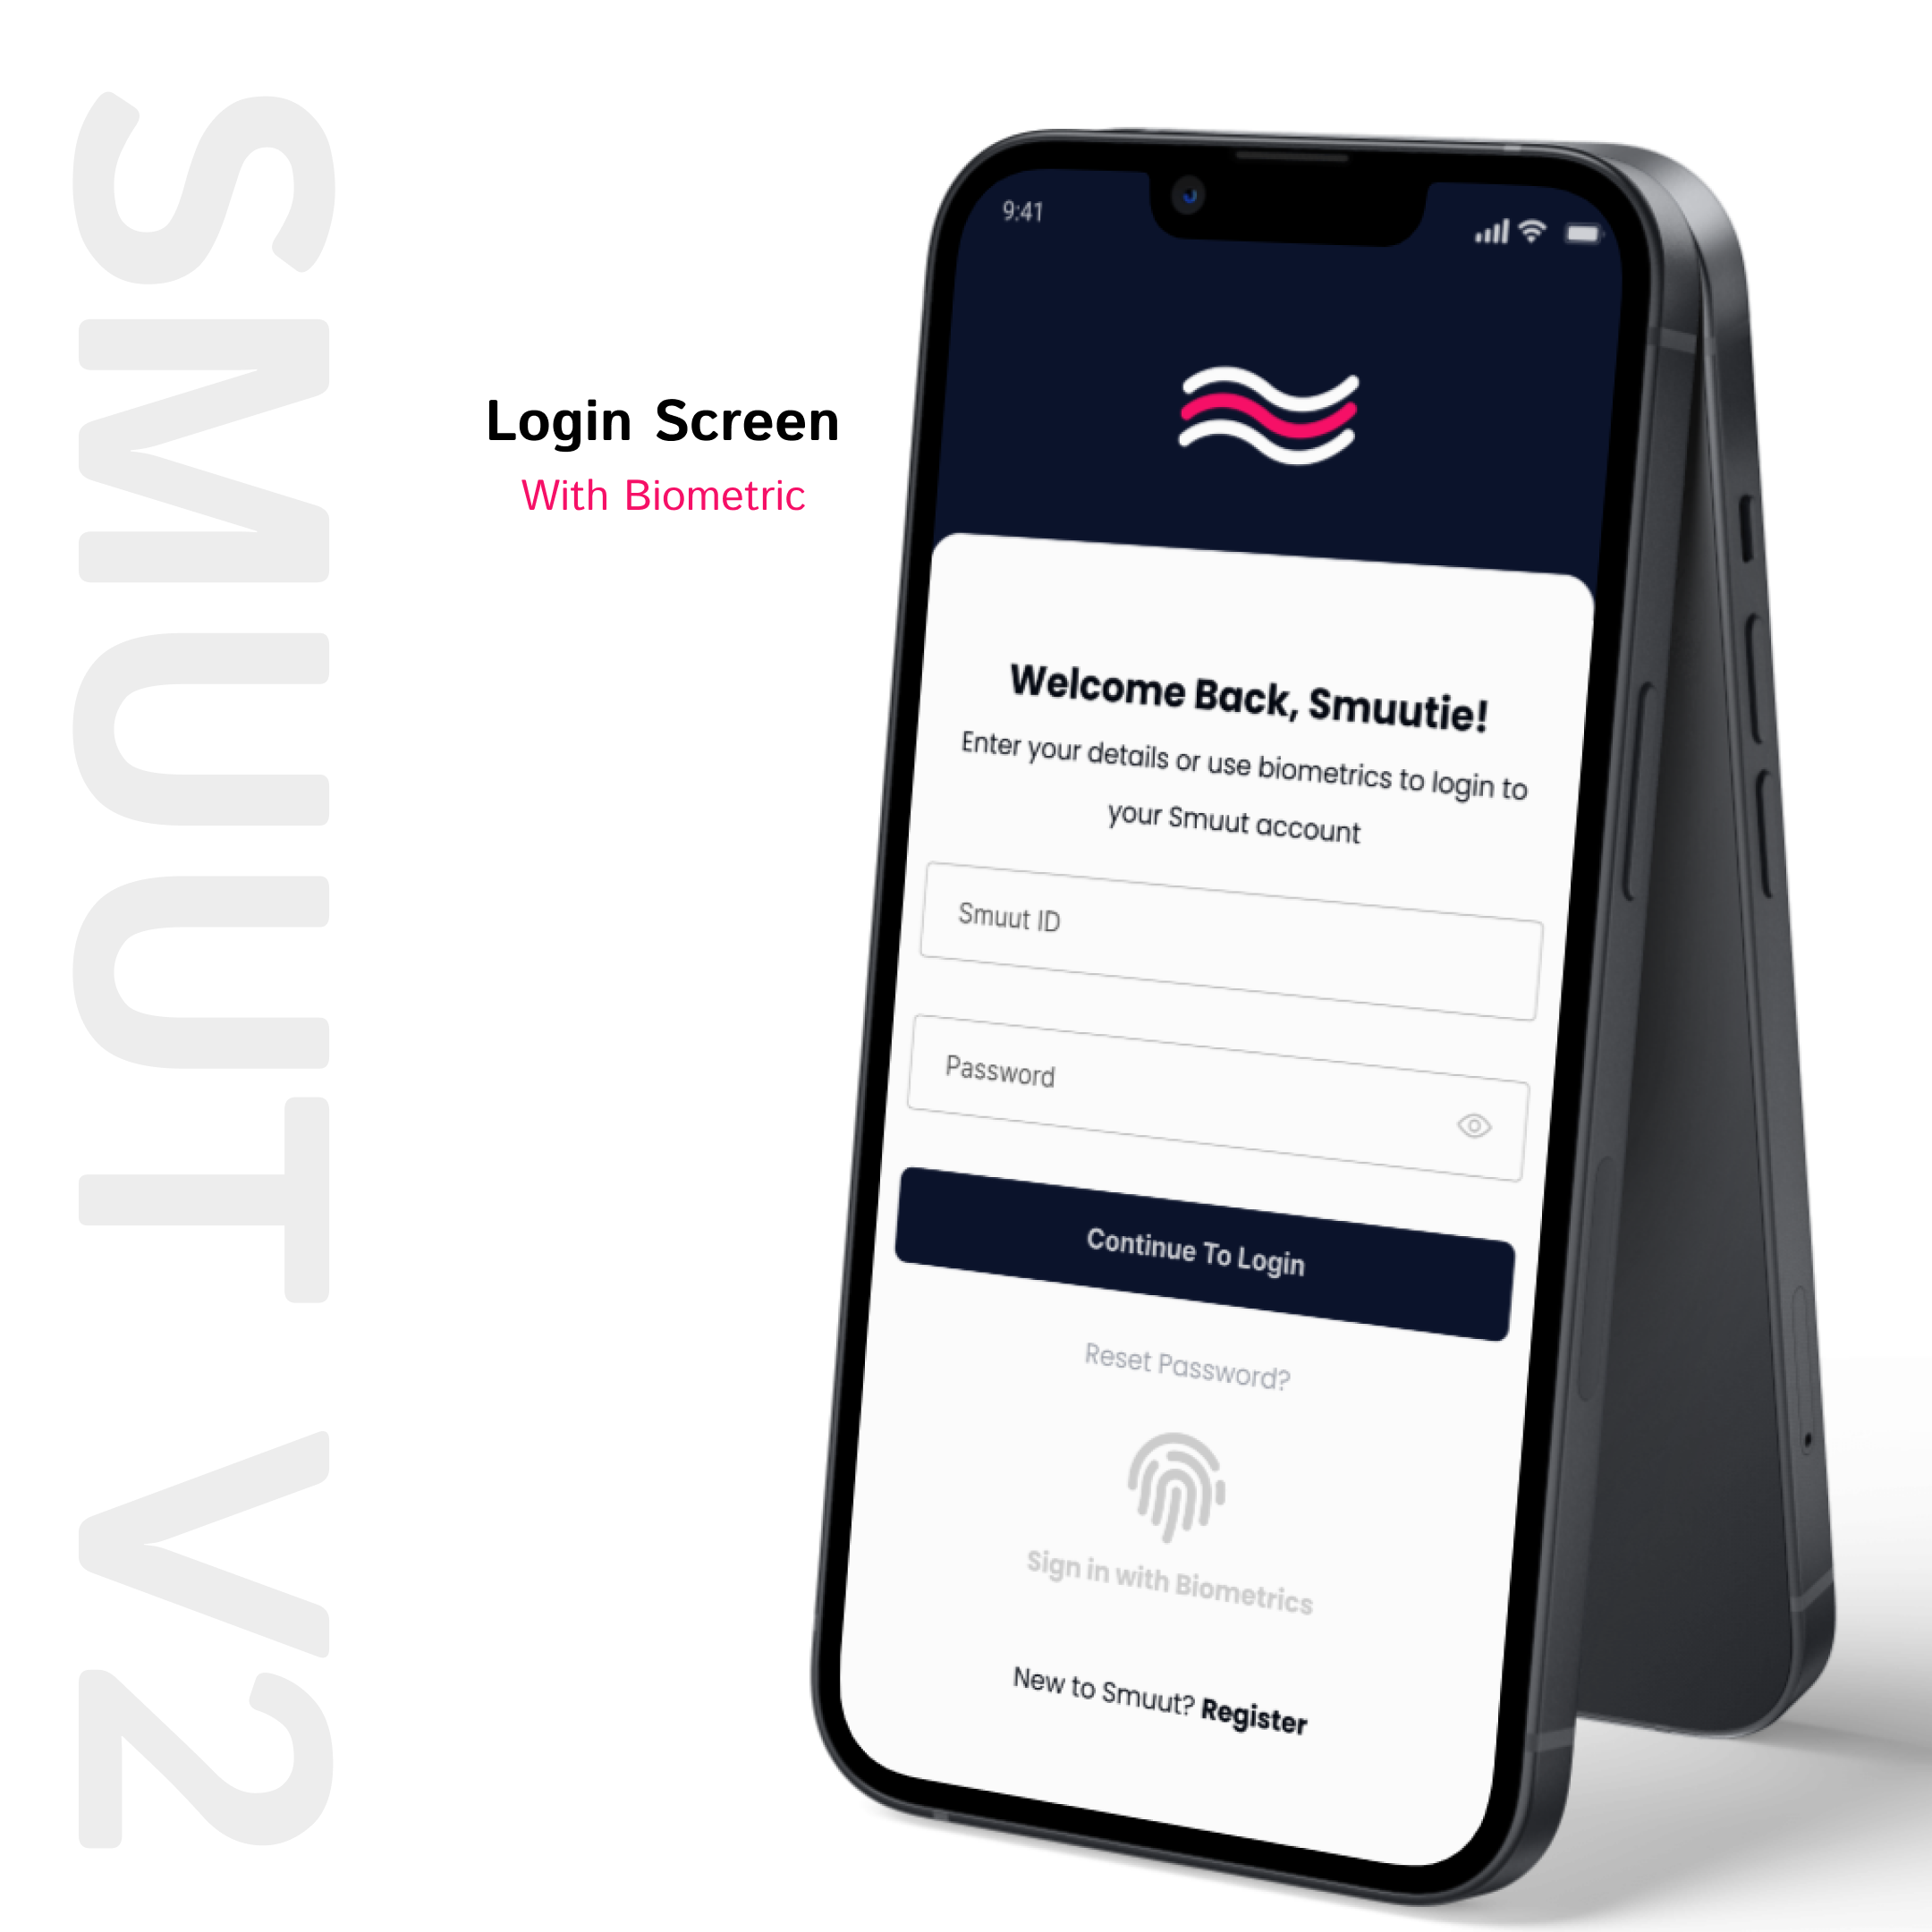 SMUUT V2
Login Screen
With Biometric
9:41
Welcome Back, Smuutie!
Enter your details or use biometrics to login to
your Smuut account
Smuut ID
Password
Continue To Login
Reset Password?
Sign in with Biometrics
New to Smuut? Register